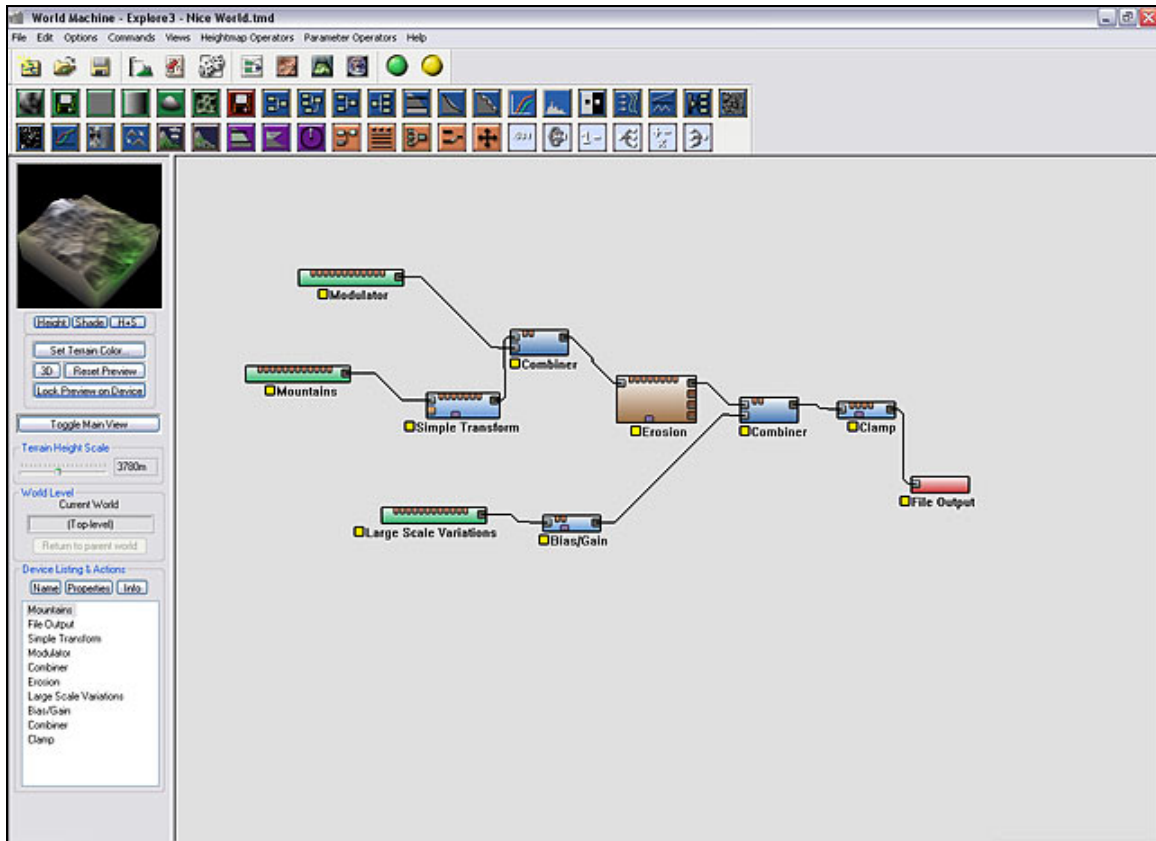 World Machine - Explore3 - Nice World.tmd
File Edit Options Commands Views Heightmap Operators Parameter Operators Help
Height Shade H+S
Set Terrain Color...
3D Reset Preview
Lock Preview on Device
Toggle Main View
Terrain Height Scale
3780m
World Level
Current World
(Top-level)
Return to parent world
Device Listing & Actions
Name Properties Info
Mountains
File Output
Simple Transform
Modulator
Combiner
Erosion
Large Scale Variations
Bias/Gain
Combiner
Clamp
Modulator
Combiner
Mountains
Simple Transform
Erosion
Combiner
Clamp
File Output
Large Scale Variations
Bias/Gain